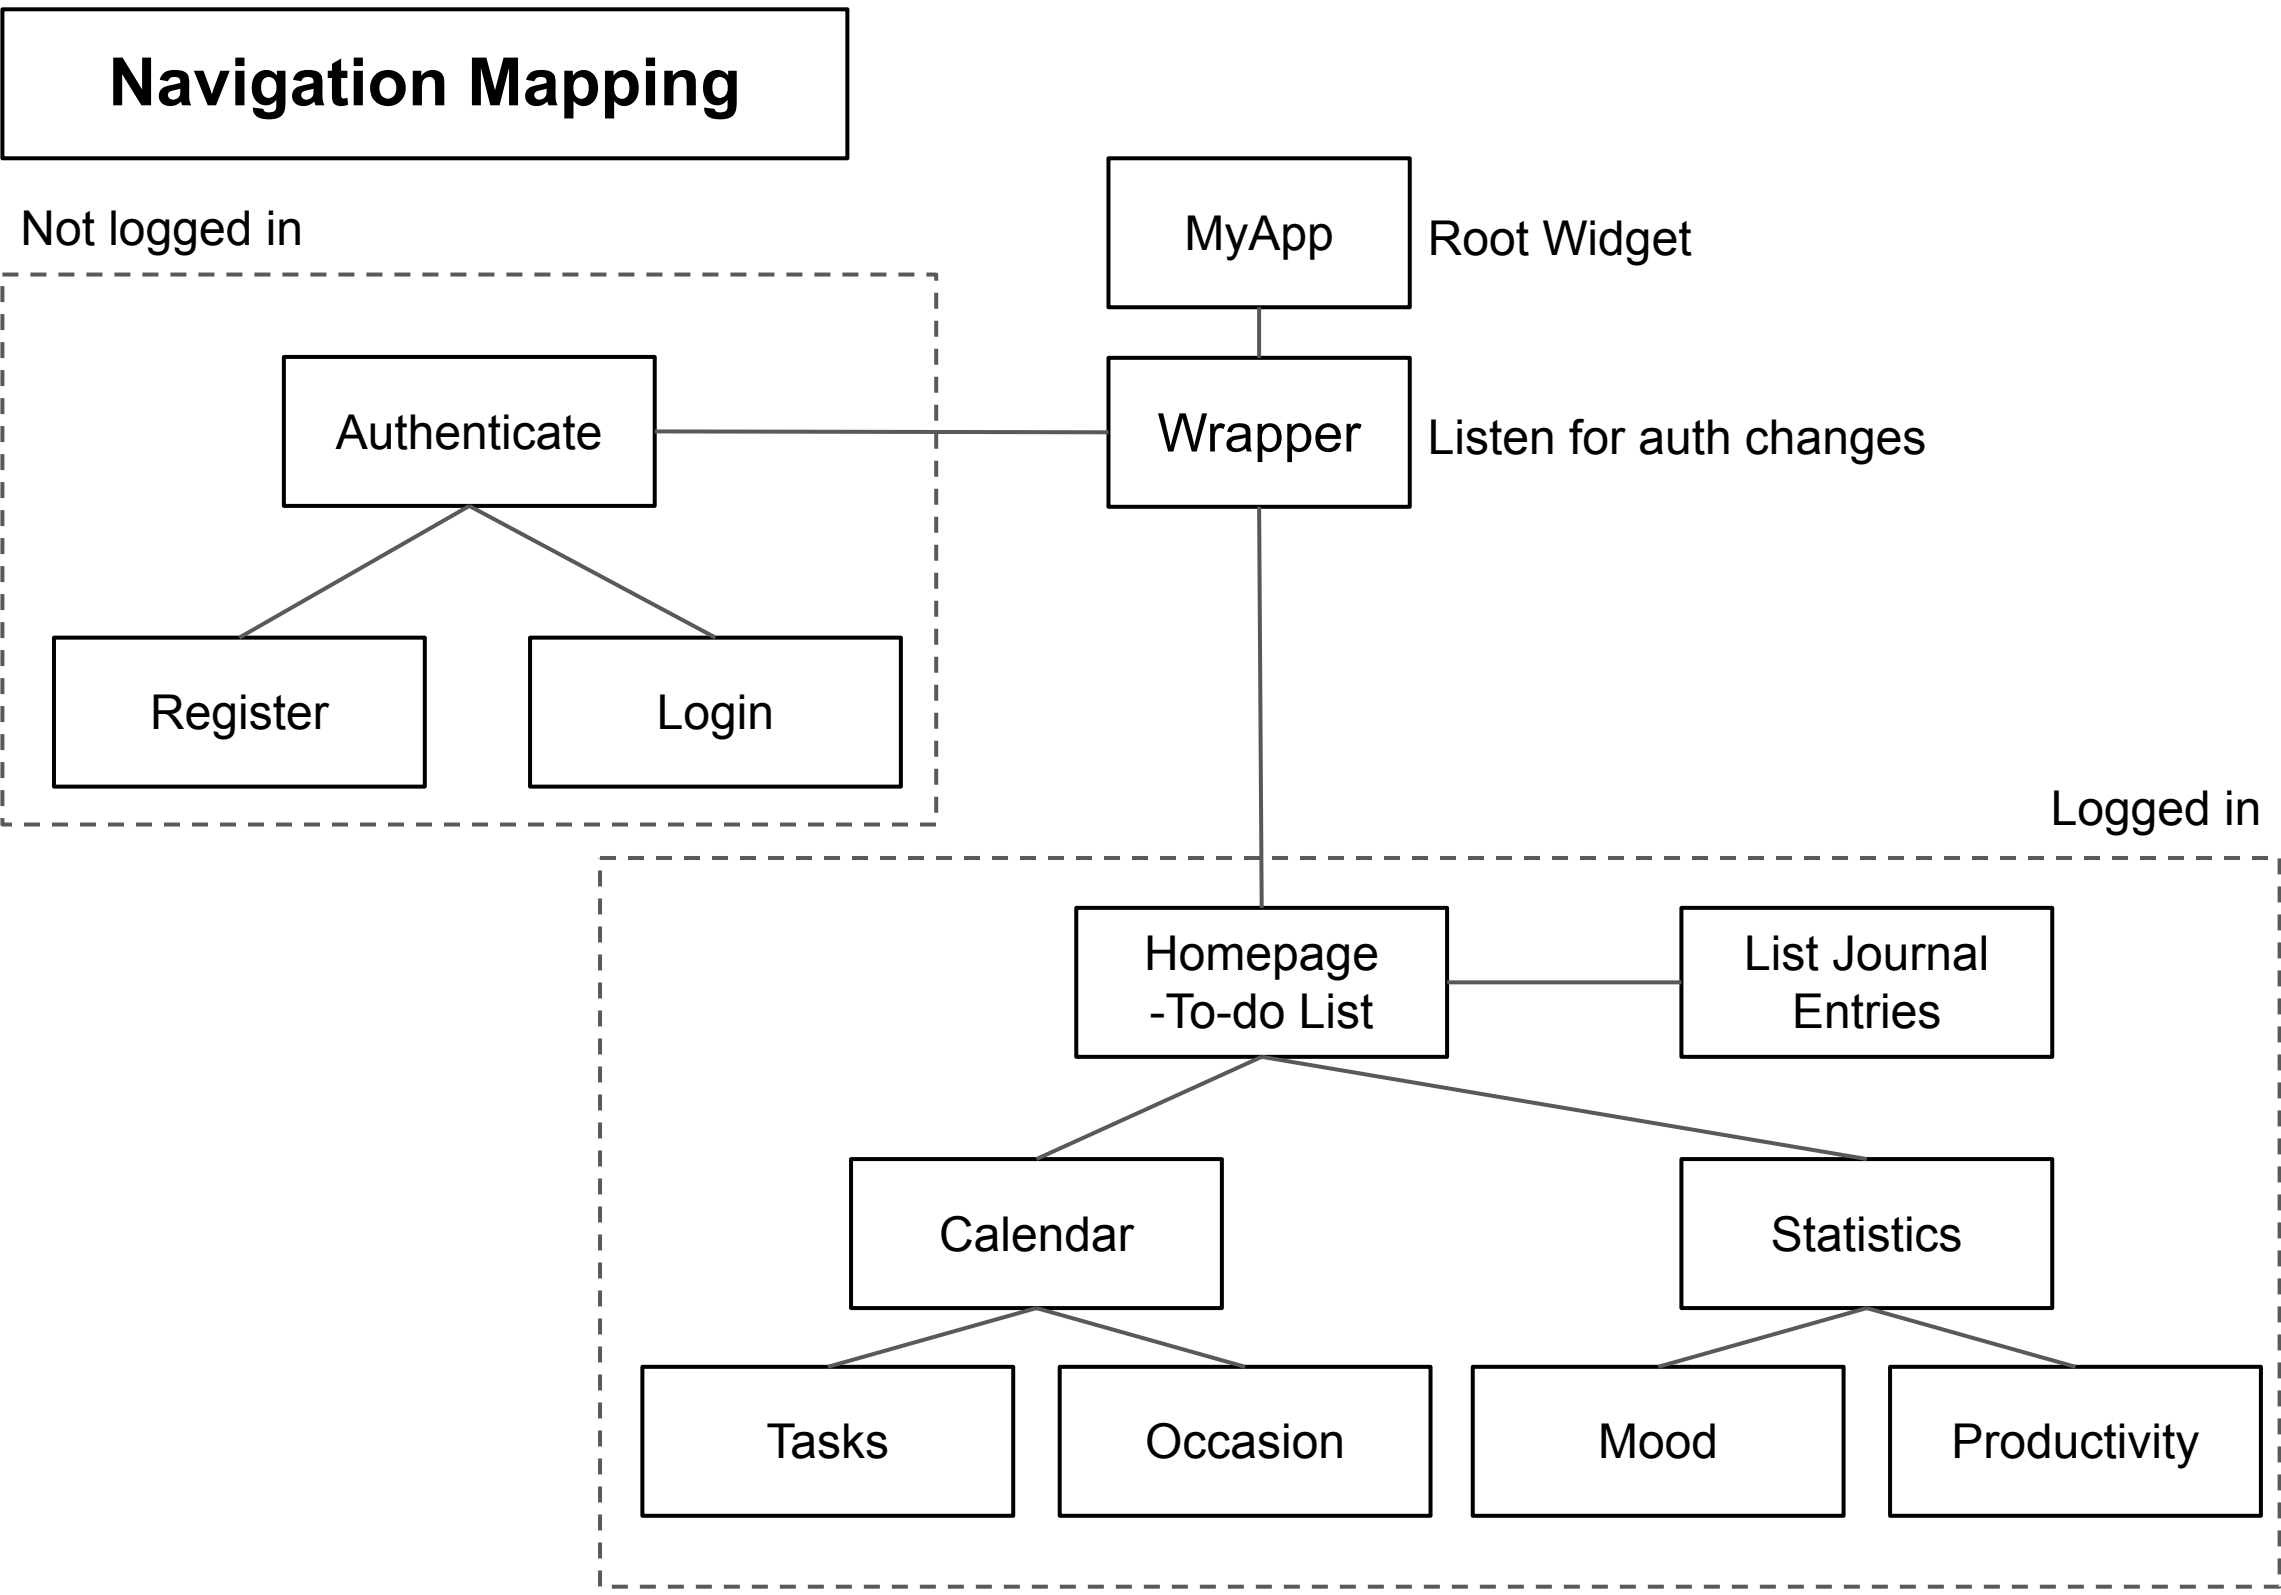 Navigation Mapping
Not logged in
MyApp
Root Widget
Authenticate
Wrapper
Listen for auth changes
Register
Login
Logged in
Homepage
-To-do List
List Journal
Entries
Calendar
Statistics
Tasks
Occasion
Mood
Productivity